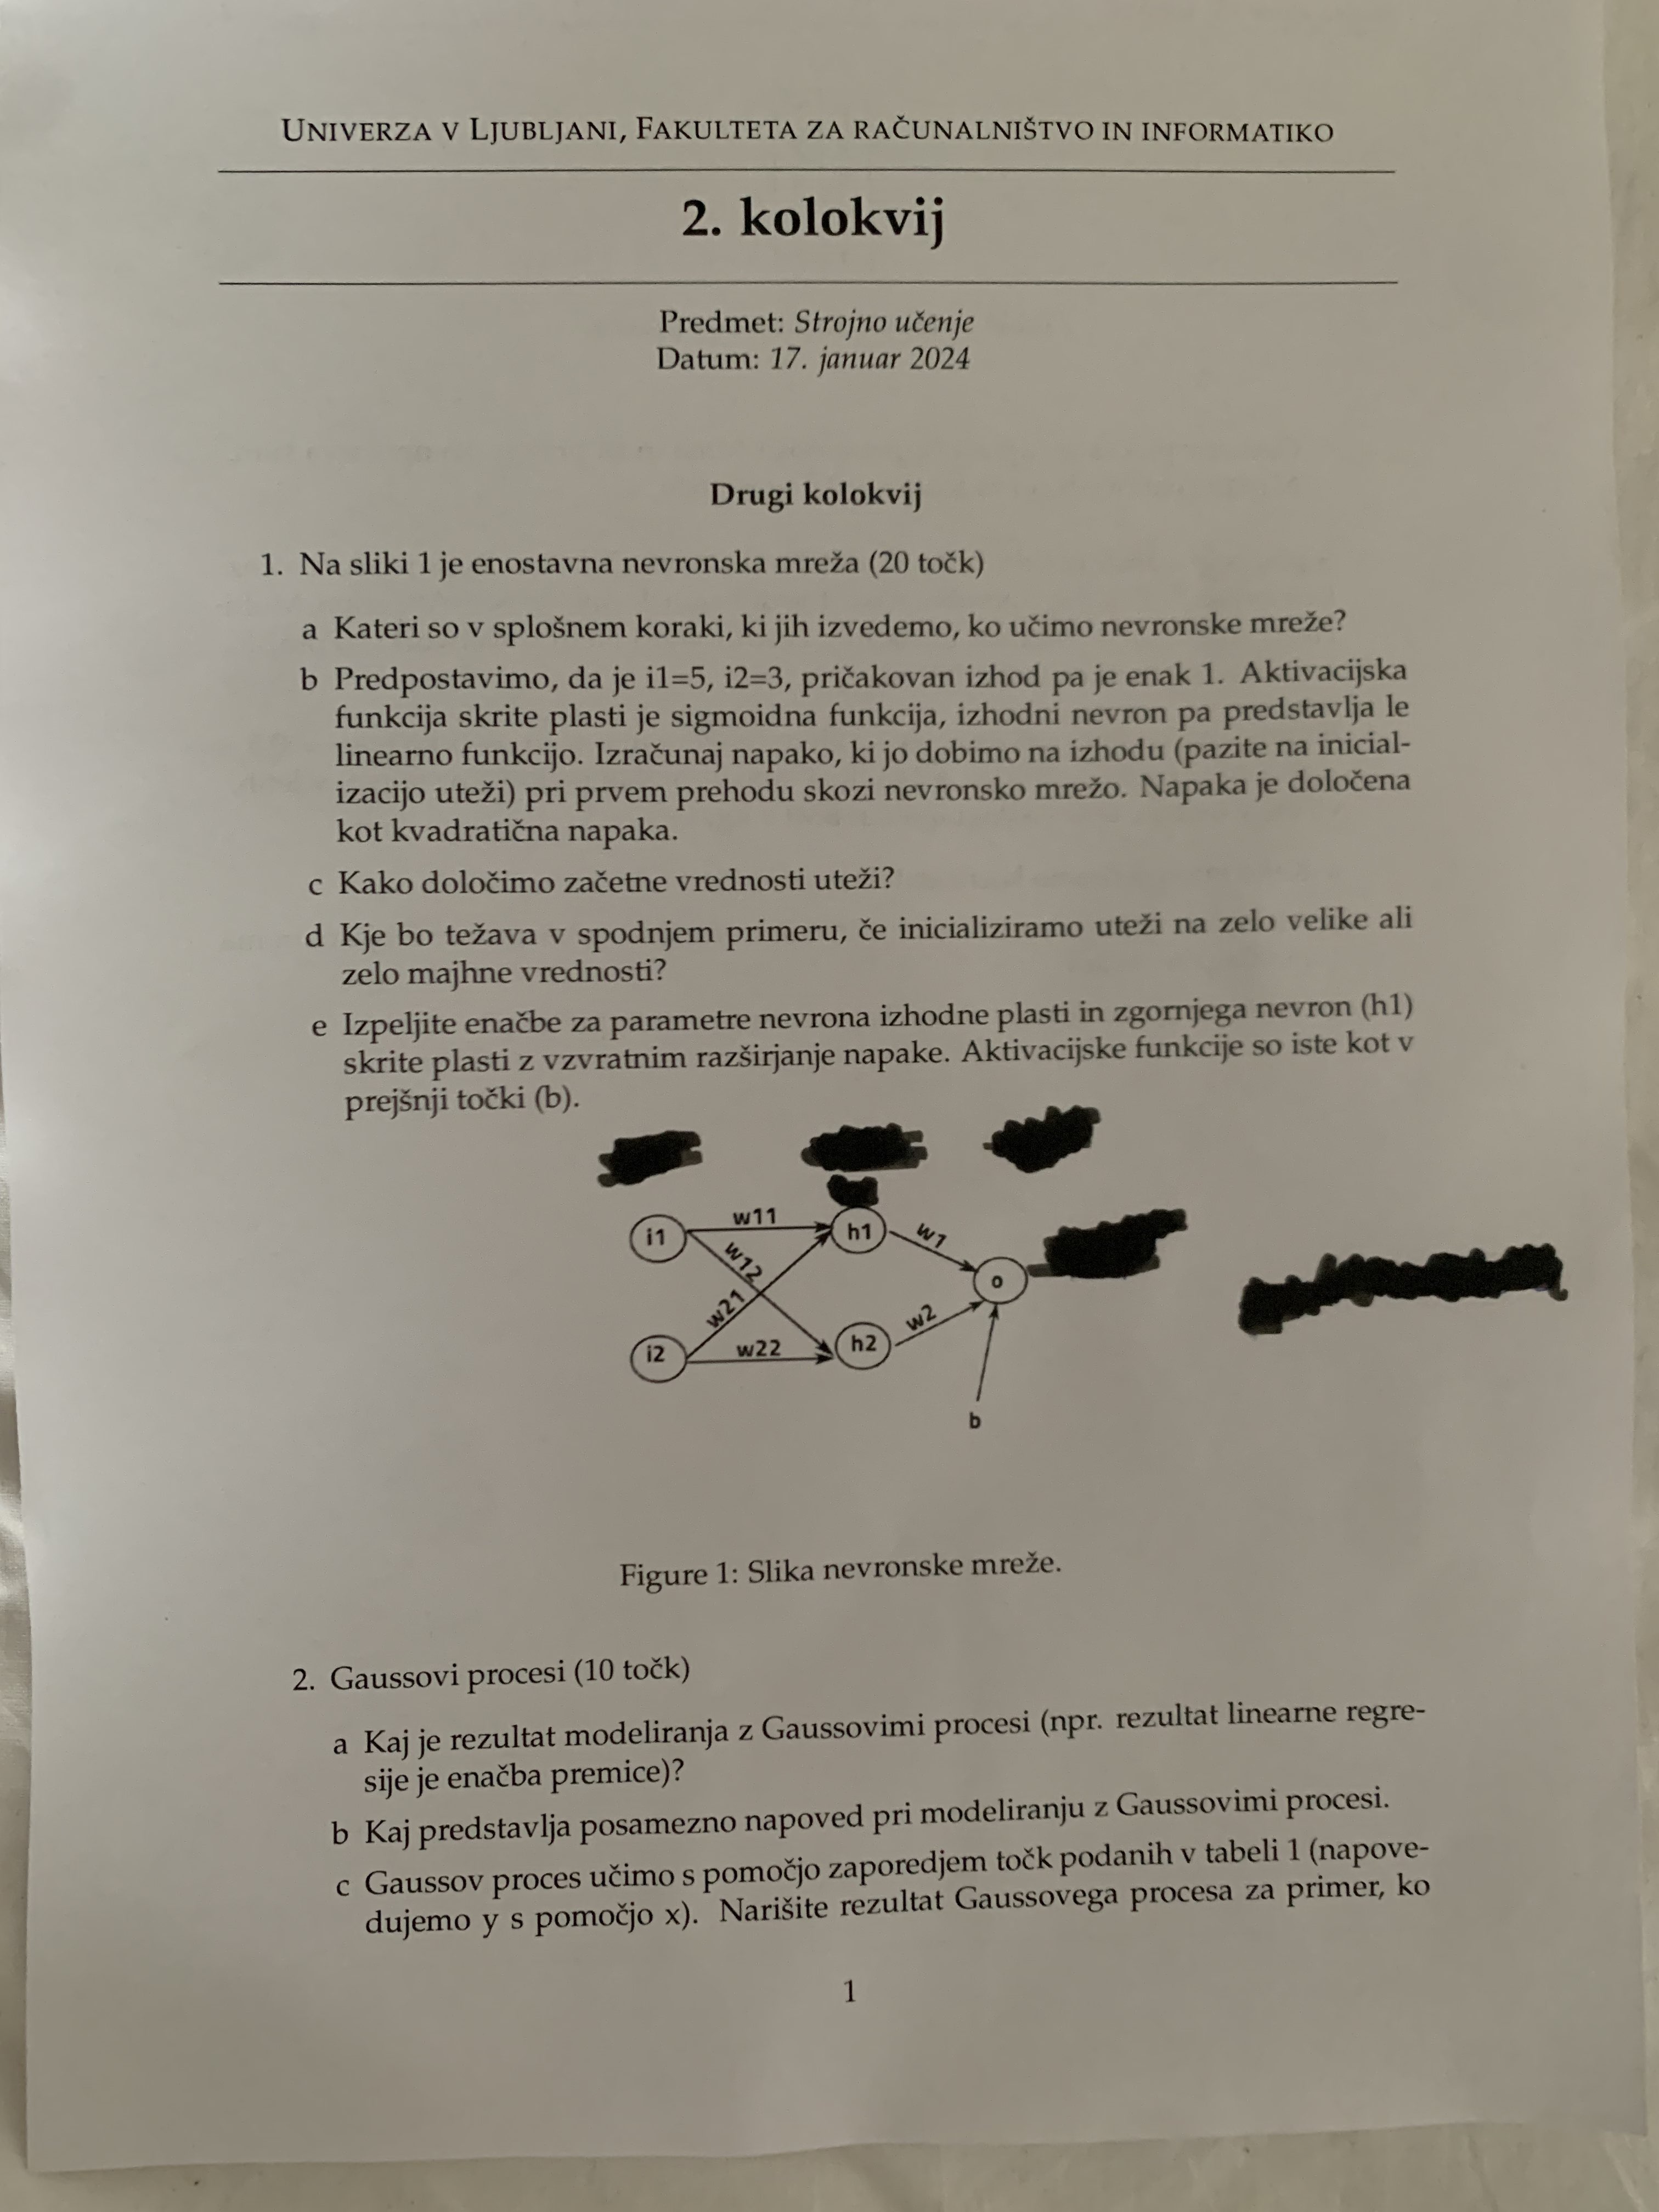 UNIVERZA V LJUBLJANI, FAKULTETA ZA RAČUNALNIŠTVO IN INFORMATIKO
2. kolokvij
Predmet: Strojno učenje
Datum: 17. januar 2024
Drugi kolokvij
1. Na sliki 1 je enostavna nevronska mreža (20 točk)
a Kateri so v splošnem koraki, ki jih izvedemo, ko učimo nevronske mreže?
b Predpostavimo, da je i1=5, i2=3, pričakovan izhod pa je enak 1. Aktivacijska
funkcija skrite plasti je sigmoidna funkcija, izhodni nevron pa predstavlja le
linearno funkcijo. Izračunaj napako, ki jo dobimo na izhodu (pazite na inicial-
izacijo uteži) pri prvem prehodu skozi nevronsko mrežo. Napaka je določena
kot kvadratična napaka.
c Kako določimo začetne vrednosti uteži?
d Kje bo težava v spodnjem primeru, če inicializiramo uteži na zelo velike ali
zelo majhne vrednosti?
e Izpeljite enačbe za parametre nevrona izhodne plasti in zgornjega nevron (h1)
skrite plasti z vzvratnim razširjanje napake. Aktivacijske funkcije so iste kot v
prejšnji točki (b).
i1
w11
h1
w1
w12
o
w21
w2
i2
w22
h2
b
Figure 1: Slika nevronske mreže.
2. Gaussovi procesi (10 točk)
a Kaj je rezultat modeliranja z Gaussovimi procesi (npr. rezultat linearne regre-
sije je enačba premice)?
b Kaj predstavlja posamezno napoved pri modeliranju z Gaussovimi procesi.
c Gaussov proces učimo s pomočjo zaporedjem točk podanih v tabeli 1 (napove-
dujemo y s pomočjo x). Narišite rezultat Gaussovega procesa za primer, ko
1